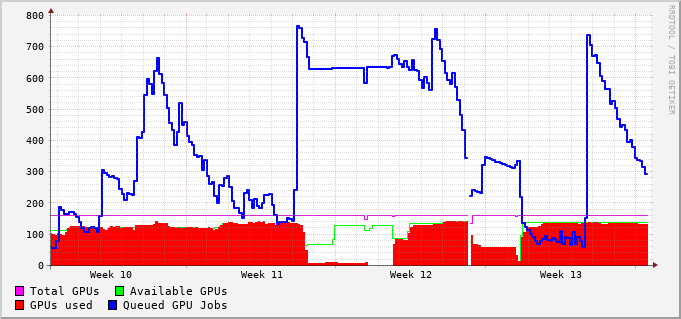 800
700
600
500
400
300
200
100
0
Week 10 Week 11 Week 12 Week 13
Total GPUs Available GPUs
GPUs used Queued GPU Jobs
RRDTOOL / TOBI OETIKER